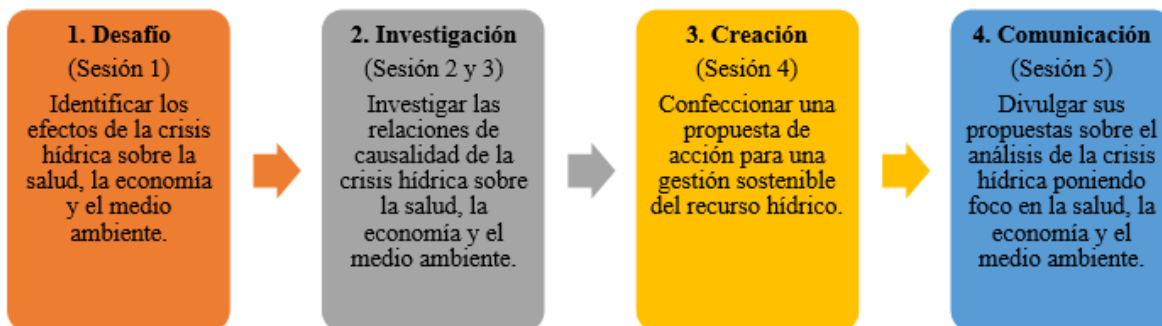 1. Desafío
(Sesión 1)
Identificar los
efectos de la crisis
hídrica sobre la
salud, la economía
y el medio
ambiente.
2. Investigación
(Sesión 2 y 3)
Investigar las
relaciones de
causalidad de la
crisis hídrica sobre
la salud, la
economía y el
medio ambiente.
3. Creación
(Sesión 4)
Confeccionar una
propuesta de
acción para una
gestión sostenible
del recurso hídrico.
4. Comunicación
(Sesión 5)
Divulgar sus
propuestas sobre el
análisis de la crisis
hídrica poniendo
foco en la salud, la
economía y el
medio ambiente.